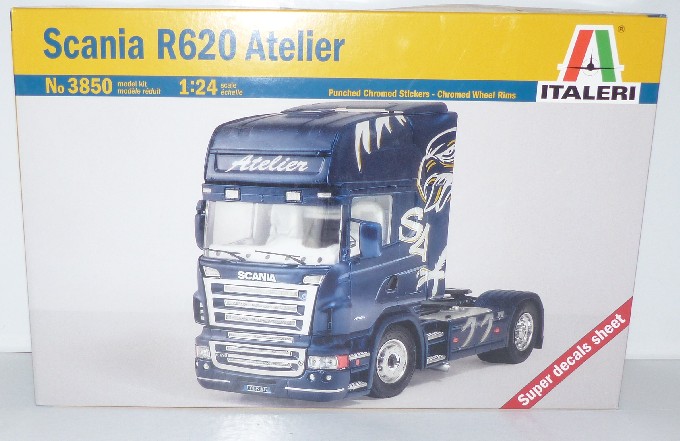 Scania R620 Atelier
®
ITALERI
No 3850 model kit
modèle réduit
1:24 scale
échelle
Punched Chromed Stickers - Chromed Wheel Rims
Atelier
SCANIA
Super decals sheet